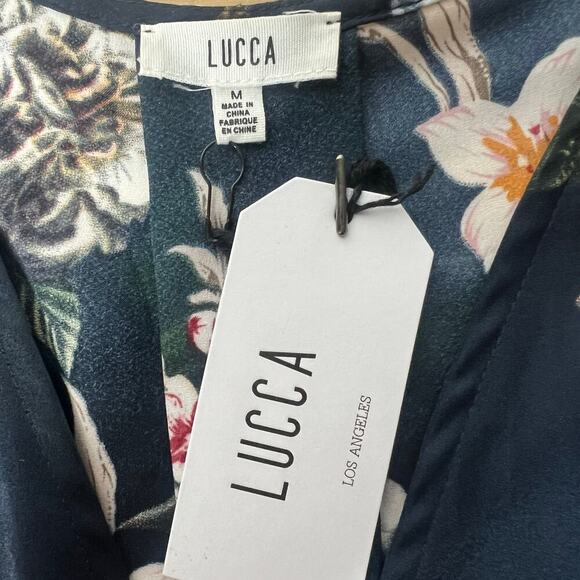 LUCCA
M
MADE IN
CHINA
FABRIQUE
EN CHINE
LUCCA
LOS ANGELES